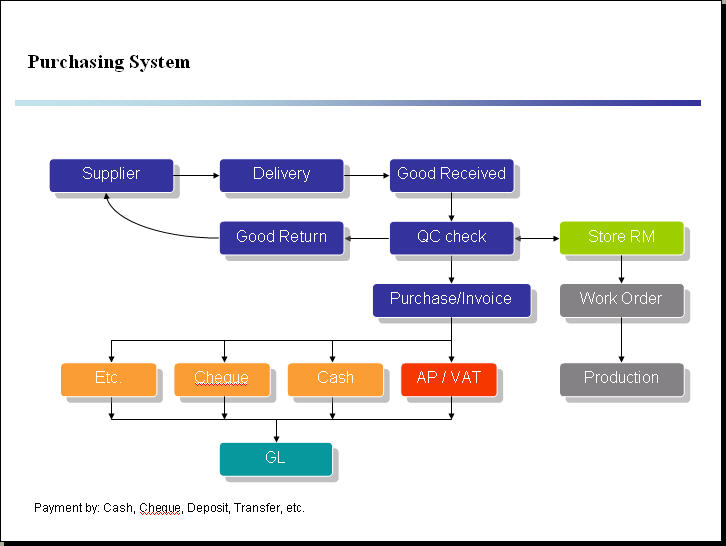 Purchasing System
Supplier
Delivery
Good Received
Good Return
QC check
Store RM
Purchase/Invoice
Work Order
Etc.
Cheque
Cash
AP / VAT
Production
GL
Payment by: Cash, Cheque, Deposit, Transfer, etc.